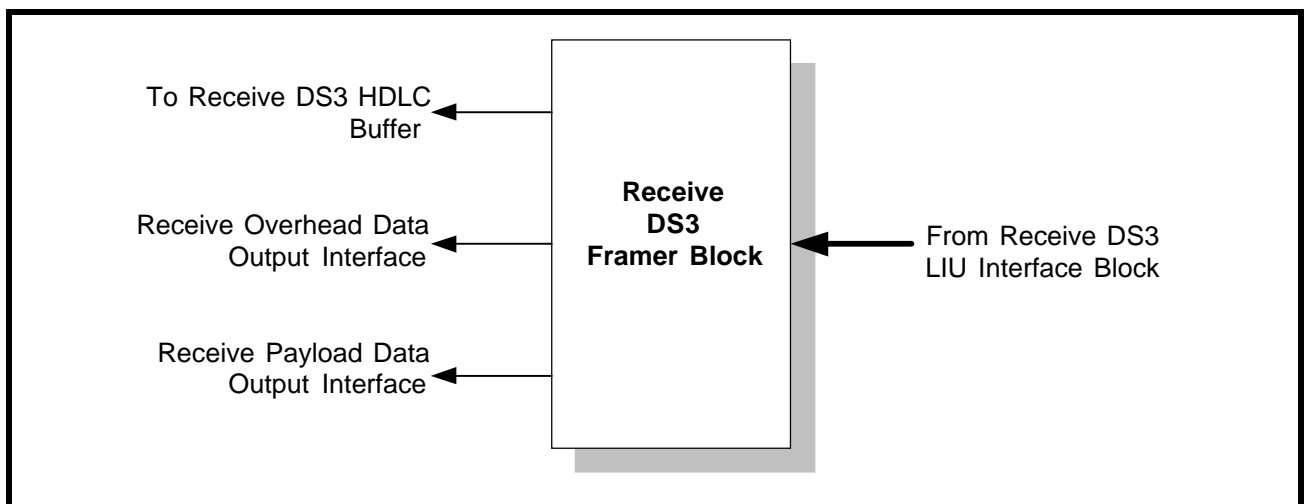 To Receive DS3 HDLC
Buffer
Receive Overhead Data
Output Interface
Receive Payload Data
Output Interface
Receive
DS3
Framer Block
From Receive DS3
LIU Interface Block